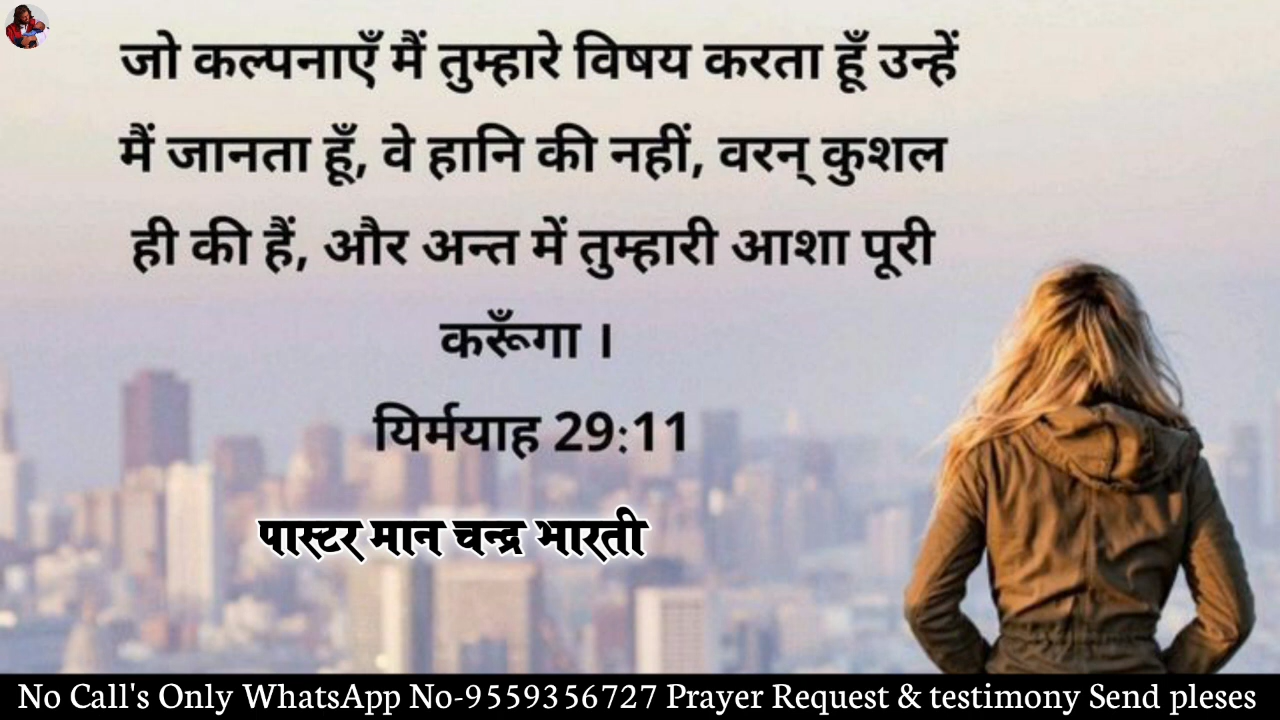 जो कल्पनाएँ मैं तुम्हारे विषय करता हूँ उन्हें
मैं जानता हूँ, वे हानि की नहीं, वरन् कुशल
ही की हैं, और अन्त में तुम्हारी आशा पूरी
करूँगा ।
यिर्मयाह 29:11
पास्टर मान चन्द्र भारती
No Call's Only WhatsApp No-9559356727 Prayer Request & testimony Send pleses